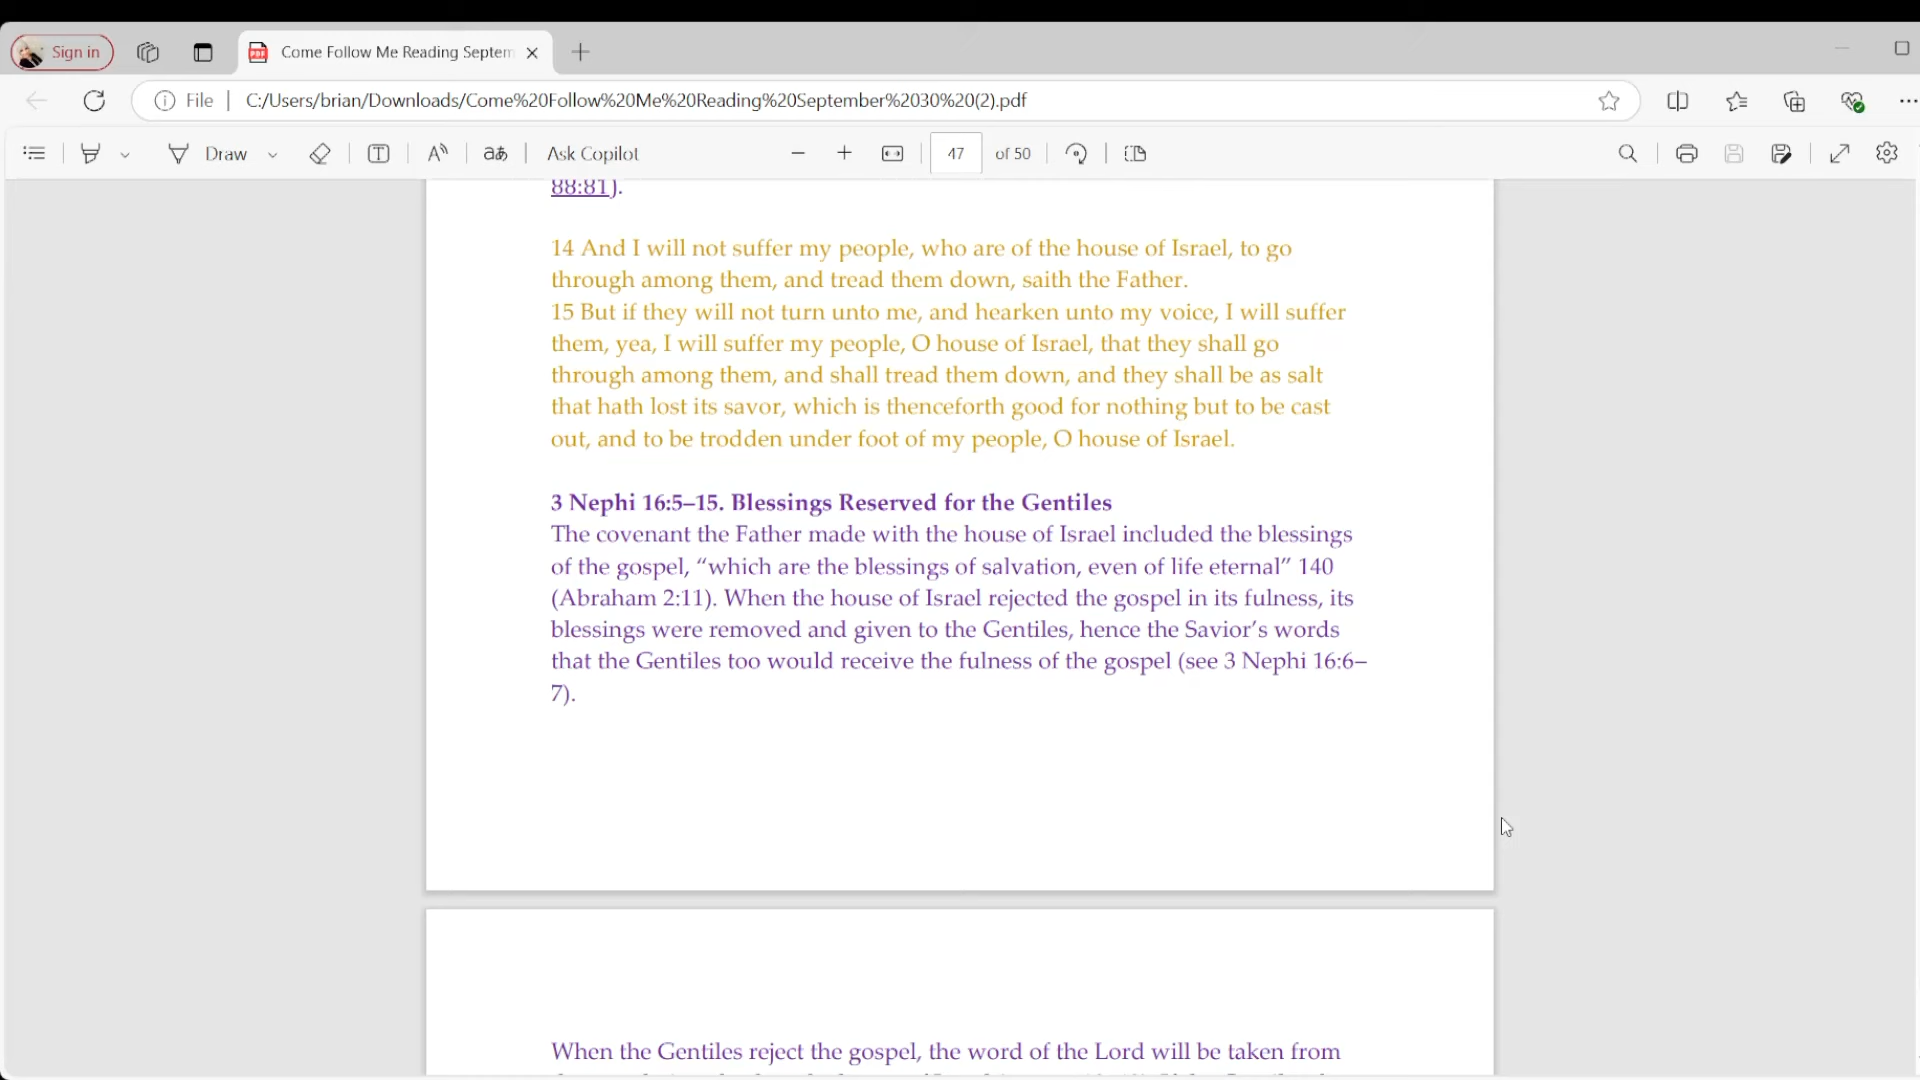 Sign in
Come Follow Me Reading Septem
File
C:/Users/brian/Downloads/Come%20Follow%20Me%20Reading%20September%2030%20(2).pdf
Draw
Ask Copilot
47 of 50
88:81).
14 And I will not suffer my people, who are of the house of Israel, to go
through among them, and tread them down, saith the Father.
15 But if they will not turn unto me, and hearken unto my voice, I will suffer
them, yea, I will suffer my people, O house of Israel, that they shall go
through among them, and shall tread them down, and they shall be as salt
that hath lost its savor, which is thenceforth good for nothing but to be cast
out, and to be trodden under foot of my people, O house of Israel.
3 Nephi 16:5–15. Blessings Reserved for the Gentiles
The covenant the Father made with the house of Israel included the blessings
of the gospel, “which are the blessings of salvation, even of life eternal” 140
(Abraham 2:11). When the house of Israel rejected the gospel in its fulness, its
blessings were removed and given to the Gentiles, hence the Savior’s words
that the Gentiles too would receive the fulness of the gospel (see 3 Nephi 16:6–
7).
When the Gentiles reject the gospel, the word of the Lord will be taken from